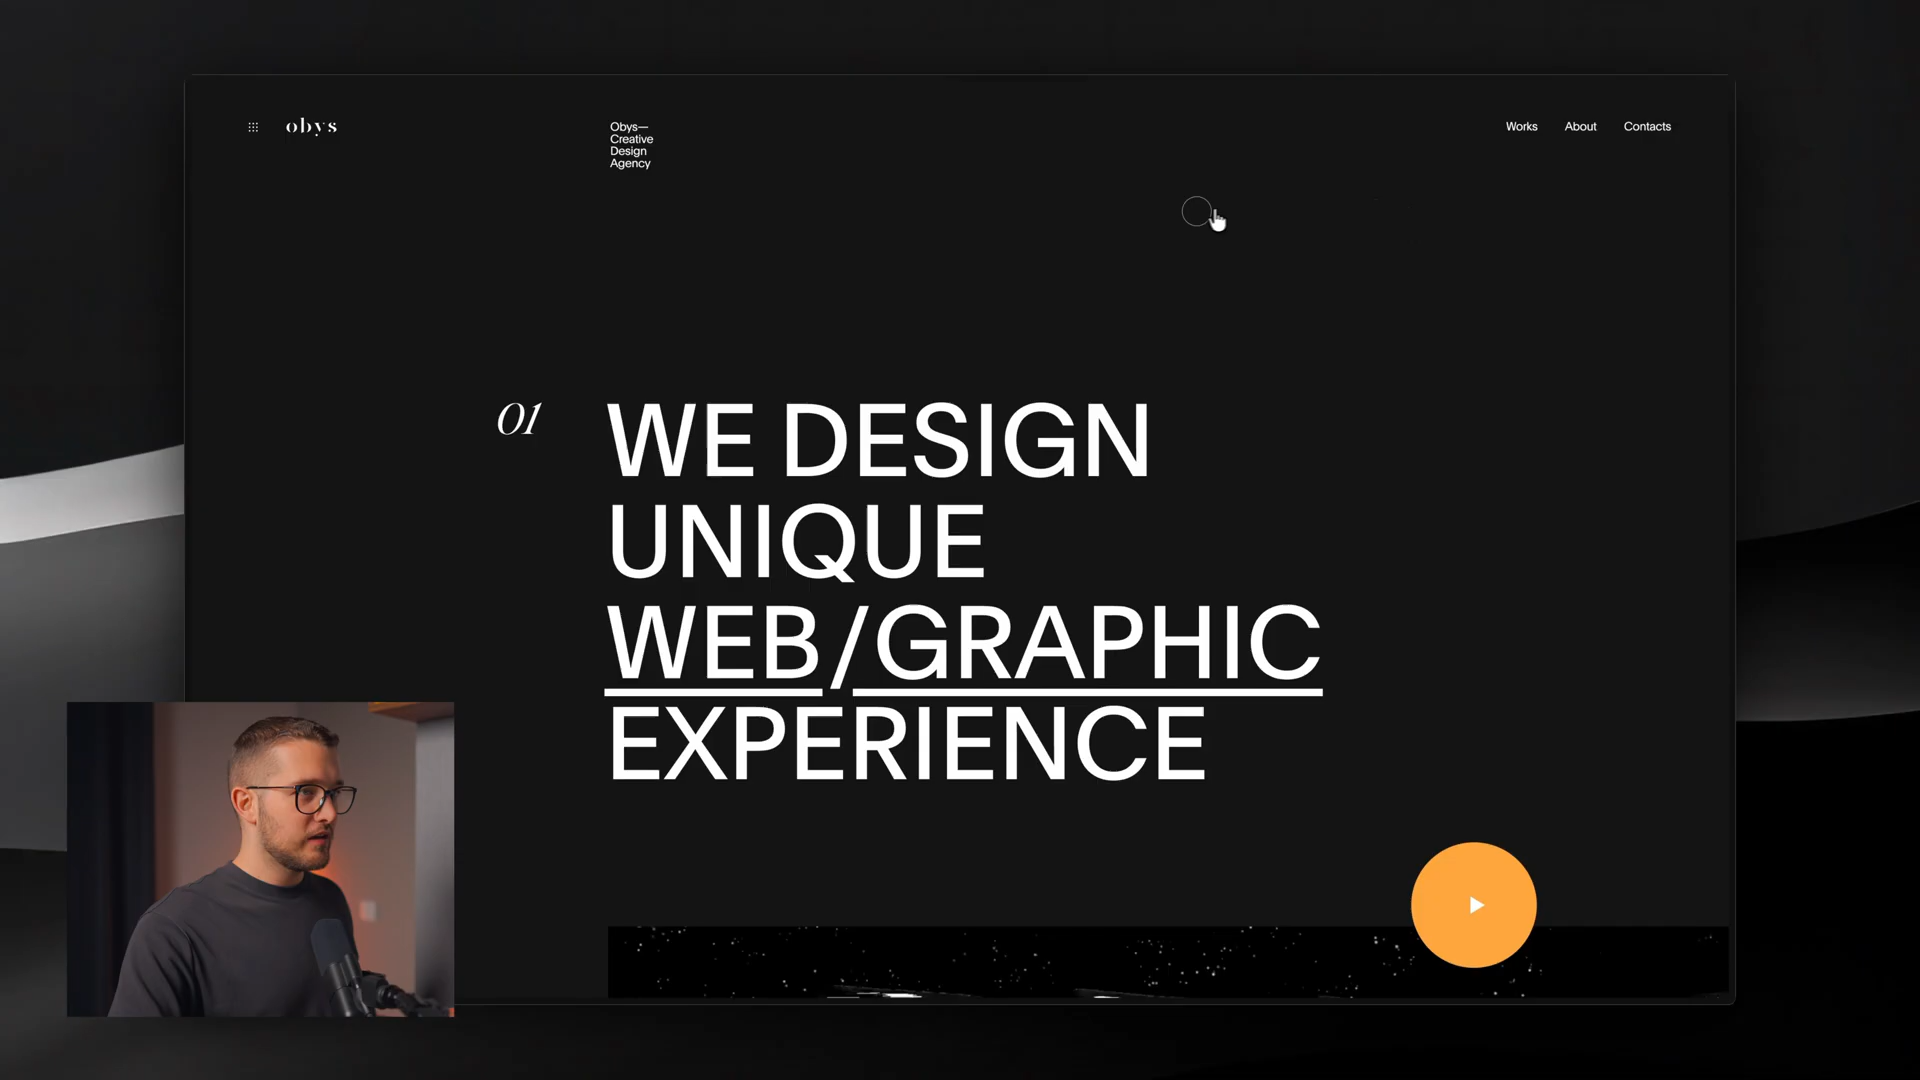 obys
Obys—
Creative
Design
Agency
Works
About
Contacts
01
WE DESIGN
UNIQUE
WEB/GRAPHIC
EXPERIENCE